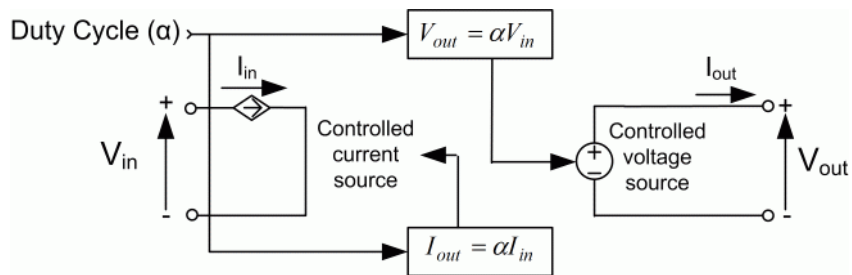 Duty Cycle (α)
V_out = αV_in
I_in
I_out
+
+
V_in
Controlled
current
source
+
−
Controlled
voltage
source
V_out
-
-
I_out = αI_in